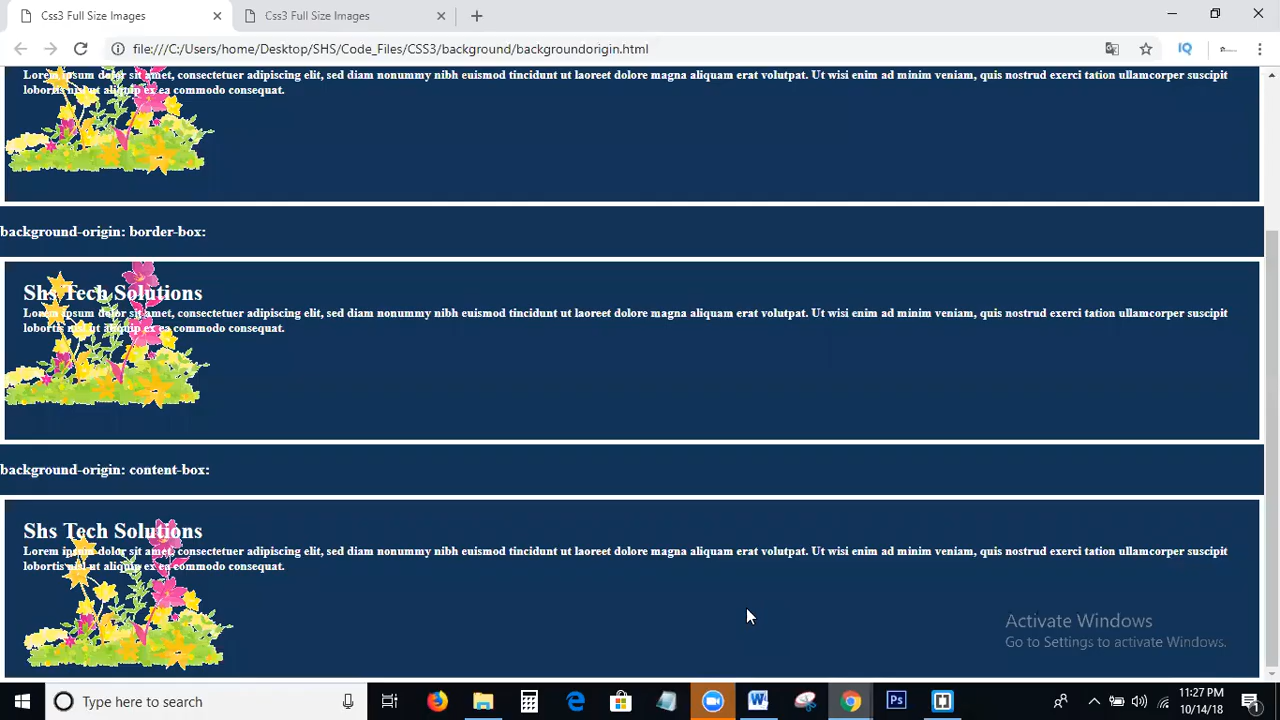 Css3 Full Size Images
Css3 Full Size Images
file:///C:/Users/home/Desktop/SHS/Code_Files/CSS3/background/backgroundorigin.html
IQ
Lorem ipsum dolor sit amet, consectetuer adipiscing elit, sed diam nonummy nibh euismod tincidunt ut laoreet dolore magna aliquam erat volutpat. Ut wisi enim ad minim veniam, quis nostrud exerci tation ullamcorper suscipit
lobortis nisl ut aliquip ex ea commodo consequat.
background-origin: border-box:
Shs Tech Solutions
Lorem ipsum dolor sit amet, consectetuer adipiscing elit, sed diam nonummy nibh euismod tincidunt ut laoreet dolore magna aliquam erat volutpat. Ut wisi enim ad minim veniam, quis nostrud exerci tation ullamcorper suscipit
lobortis nisl ut aliquip ex ea commodo consequat.
background-origin: content-box:
Shs Tech Solutions
Lorem ipsum dolor sit amet, consectetuer adipiscing elit, sed diam nonummy nibh euismod tincidunt ut laoreet dolore magna aliquam erat volutpat. Ut wisi enim ad minim veniam, quis nostrud exerci tation ullamcorper suscipit
lobortis nisl ut aliquip ex ea commodo consequat.
Activate Windows
Go to Settings to activate Windows.
Type here to search
W
Ps
11:27 PM
10/14/18
1